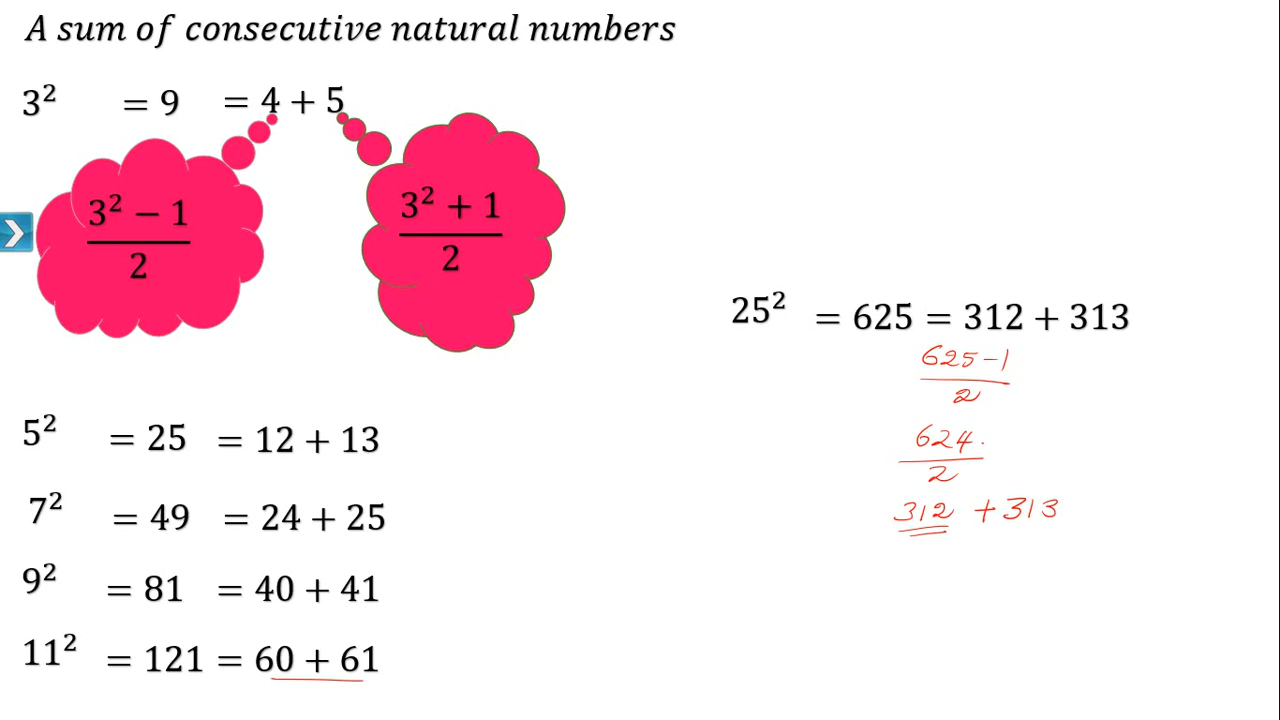 A sum of consecutive natural numbers
3² = 9 = 4 + 5
(3² − 1)/2
(3² + 1)/2
5² = 25 = 12 + 13
7² = 49 = 24 + 25
9² = 81 = 40 + 41
11² = 121 = 60 + 61
25² = 625 = 312 + 313
(625 − 1)/2
624/2
312 + 313